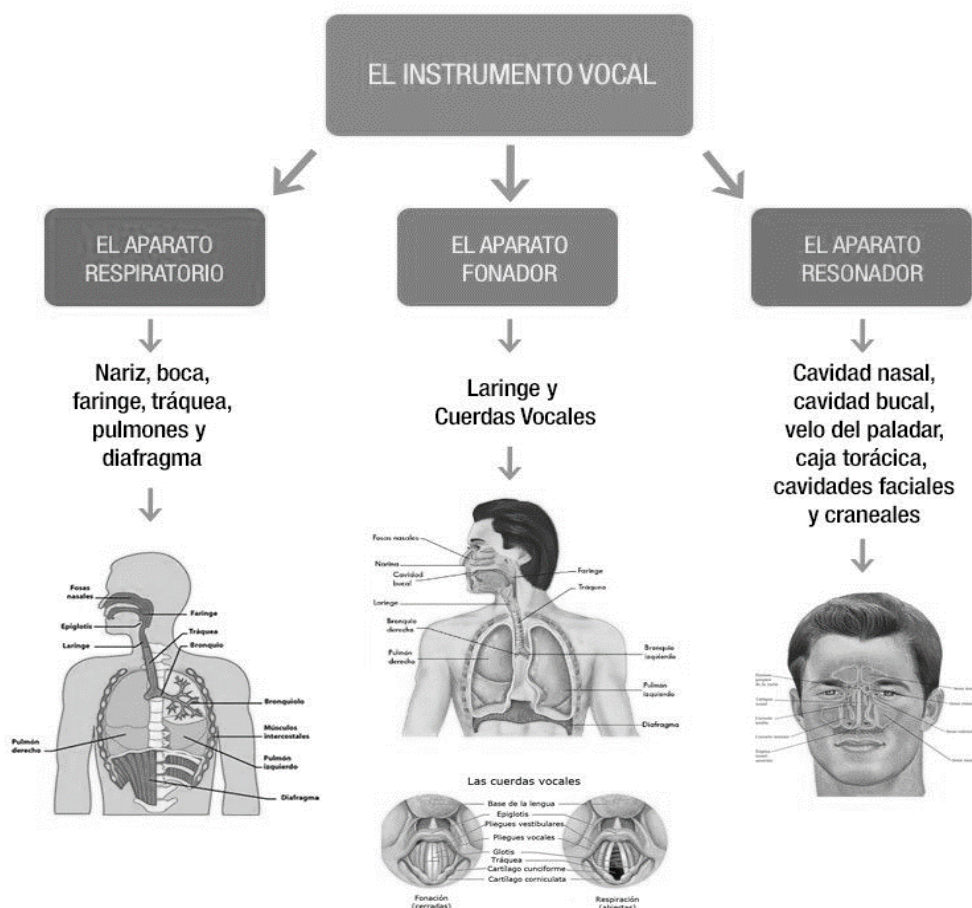 EL INSTRUMENTO VOCAL
EL APARATO
RESPIRATORIO
Nariz, boca,
faringe, tráquea,
pulmones y
diafragma
Fosas
nasales
Faringe
Epiglotis
Tráquea
Laringe
Bronquio
Bronquiolo
Músculos
intercostales
Pulmón
derecho
Pulmón
izquierdo
Diafragma
EL APARATO
FONADOR
Laringe y
Cuerdas Vocales
Fosas nasales
Narina
Cavidad
bucal
Faringe
Tráquea
Laringe
Bronquio
derecho
Pulmón
derecho
Bronquio
izquierdo
Pulmón
izquierdo
Diafragma
Las cuerdas vocales
Base de la lengua
Epiglotis
Pliegues vestibulares
Pliegues vocales
Glotis
Tráquea
Cartílago cunciforme
Cartílago corniculata
Fonación
(cerradas)
Respiración
(abiertas)
EL APARATO
RESONADOR
Cavidad nasal,
cavidad bucal,
velo del paladar,
caja torácica,
cavidades faciales
y craneales